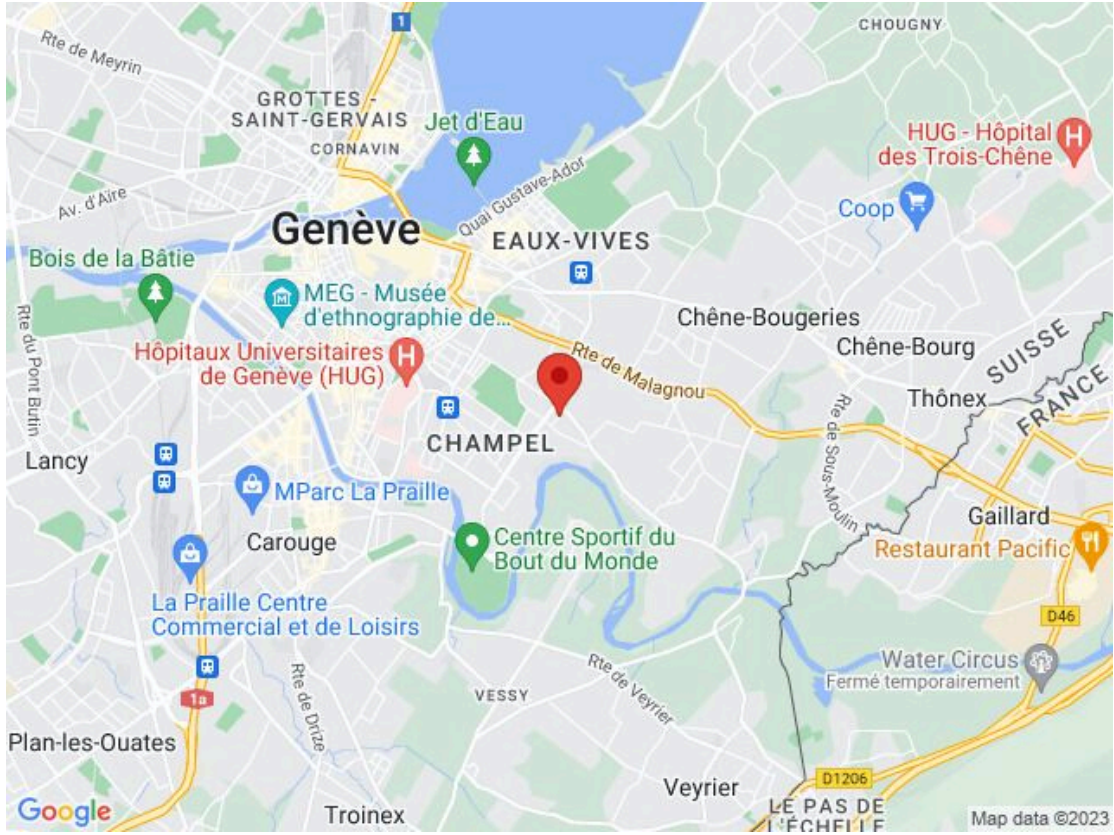 1
CHOUGNY
Rte de Meyrin
GROTTES -
SAINT-GERVAIS
CORNAVIN
Jet d'Eau
HUG - Hôpital
des Trois-Chêne
Quai Gustave-Ador
Av. d'Aïre
Coop
Genève
EAUX-VIVES
Bois de la Bâtie
MEG - Musée
d'ethnographie de...
Rte du Pont Butin
Chêne-Bougeries
Hôpitaux Universitaires
de Genève (HUG)
Rte de Malagnou
Chêne-Bourg
SUISSE
FRANCE
Thônex
CHAMPEL
Rte de Sous-Moulin
Lancy
MParc La Praille
Gaillard
Carouge
Centre Sportif du
Bout du Monde
Restaurant Pacific
La Praille Centre
Commercial et de Loisirs
D46
Water Circus
Fermé temporairement
Rte de Drize
Rte de Veyrier
1a
VESSY
Plan-les-Ouates
Veyrier
D1206
LE PAS DE
L'ÉCHELLE
Google
Troinex
Map data ©2023